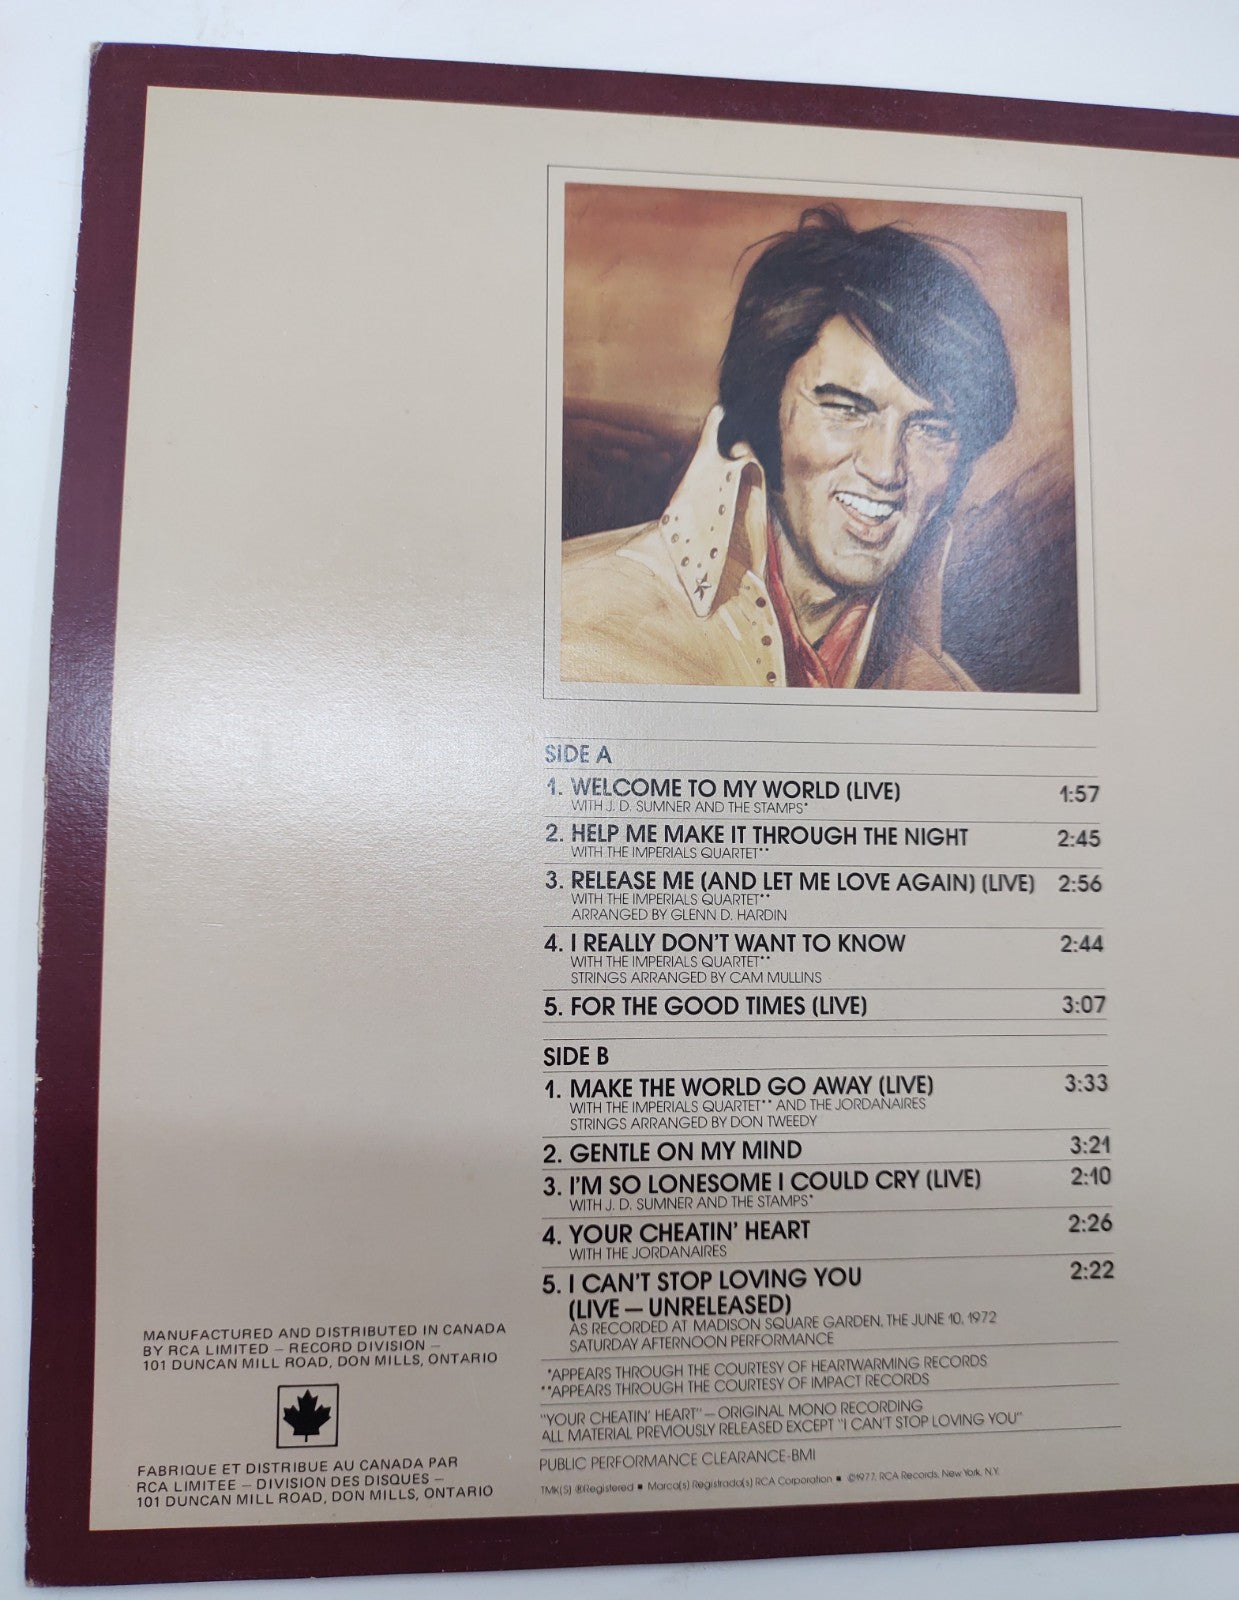 SIDE A
1. WELCOME TO MY WORLD (LIVE) 1:57
WITH J. D. SUMNER AND THE STAMPS*
2. HELP ME MAKE IT THROUGH THE NIGHT 2:45
WITH THE IMPERIALS QUARTET**
3. RELEASE ME (AND LET ME LOVE AGAIN) (LIVE) 2:56
WITH THE IMPERIALS QUARTET**
ARRANGED BY GLENN D. HARDIN
4. I REALLY DON'T WANT TO KNOW 2:44
WITH THE IMPERIALS QUARTET**
STRINGS ARRANGED BY CAM MULLINS
5. FOR THE GOOD TIMES (LIVE) 3:07
SIDE B
1. MAKE THE WORLD GO AWAY (LIVE) 3:33
WITH THE IMPERIALS QUARTET** AND THE JORDANAIRES
STRINGS ARRANGED BY DON TWEEDY
2. GENTLE ON MY MIND 3:21
3. I'M SO LONESOME I COULD CRY (LIVE) 2:10
WITH J. D. SUMNER AND THE STAMPS*
4. YOUR CHEATIN' HEART 2:26
WITH THE JORDANAIRES
5. I CAN'T STOP LOVING YOU 2:22
(LIVE — UNRELEASED)
AS RECORDED AT MADISON SQUARE GARDEN, THE JUNE 10, 1972
SATURDAY AFTERNOON PERFORMANCE
*APPEARS THROUGH THE COURTESY OF HEARTWARMING RECORDS
**APPEARS THROUGH THE COURTESY OF IMPACT RECORDS
"YOUR CHEATIN' HEART" — ORIGINAL MONO RECORDING
ALL MATERIAL PREVIOUSLY RELEASED EXCEPT "I CAN'T STOP LOVING YOU"
PUBLIC PERFORMANCE CLEARANCE-BMI
TMK(S) ®Registered ■ Marca(s) Registrada(s) RCA Corporation ■ ©1977, RCA Records, New York, N.Y.
MANUFACTURED AND DISTRIBUTED IN CANADA
BY RCA LIMITED – RECORD DIVISION –
101 DUNCAN MILL ROAD, DON MILLS, ONTARIO
FABRIQUE ET DISTRIBUE AU CANADA PAR
RCA LIMITEE – DIVISION DES DISQUES –
101 DUNCAN MILL ROAD, DON MILLS, ONTARIO